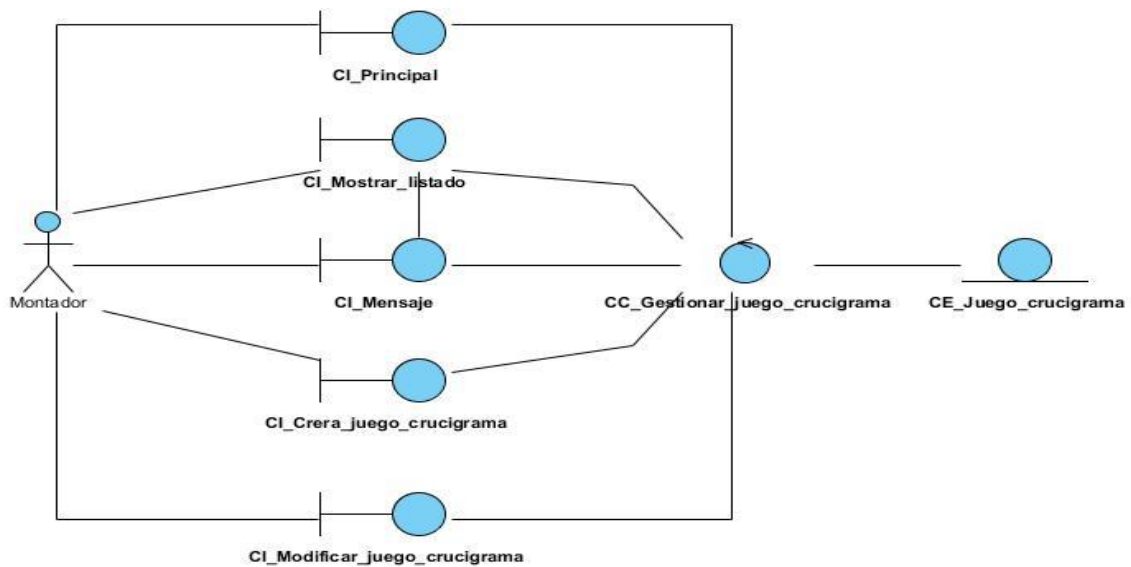 CI_Principal
CI_Mostrar_listado
Montador
CI_Mensaje
CC_Gestionar_juego_crucigrama
CE_Juego_crucigrama
CI_Crera_juego_crucigrama
CI_Modificar_juego_crucigrama